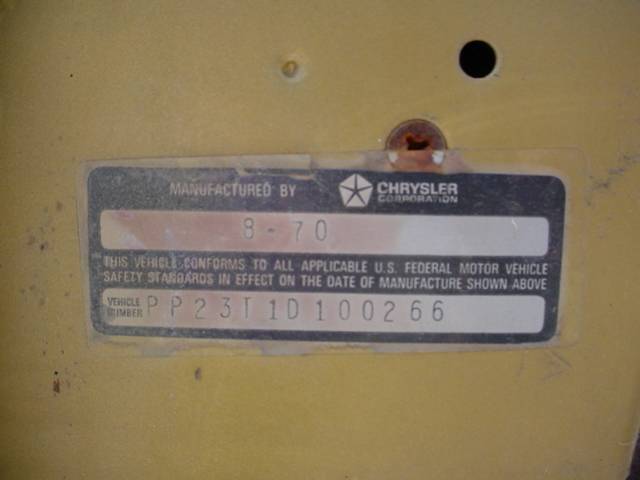 MANUFACTURED BY CHRYSLER CORPORATION
8-70
THIS VEHICLE CONFORMS TO ALL APPLICABLE U.S. FEDERAL MOTOR VEHICLE
SAFETY STANDARDS IN EFFECT ON THE DATE OF MANUFACTURE SHOWN ABOVE
VEHICLE NUMBER PP23T1D100266